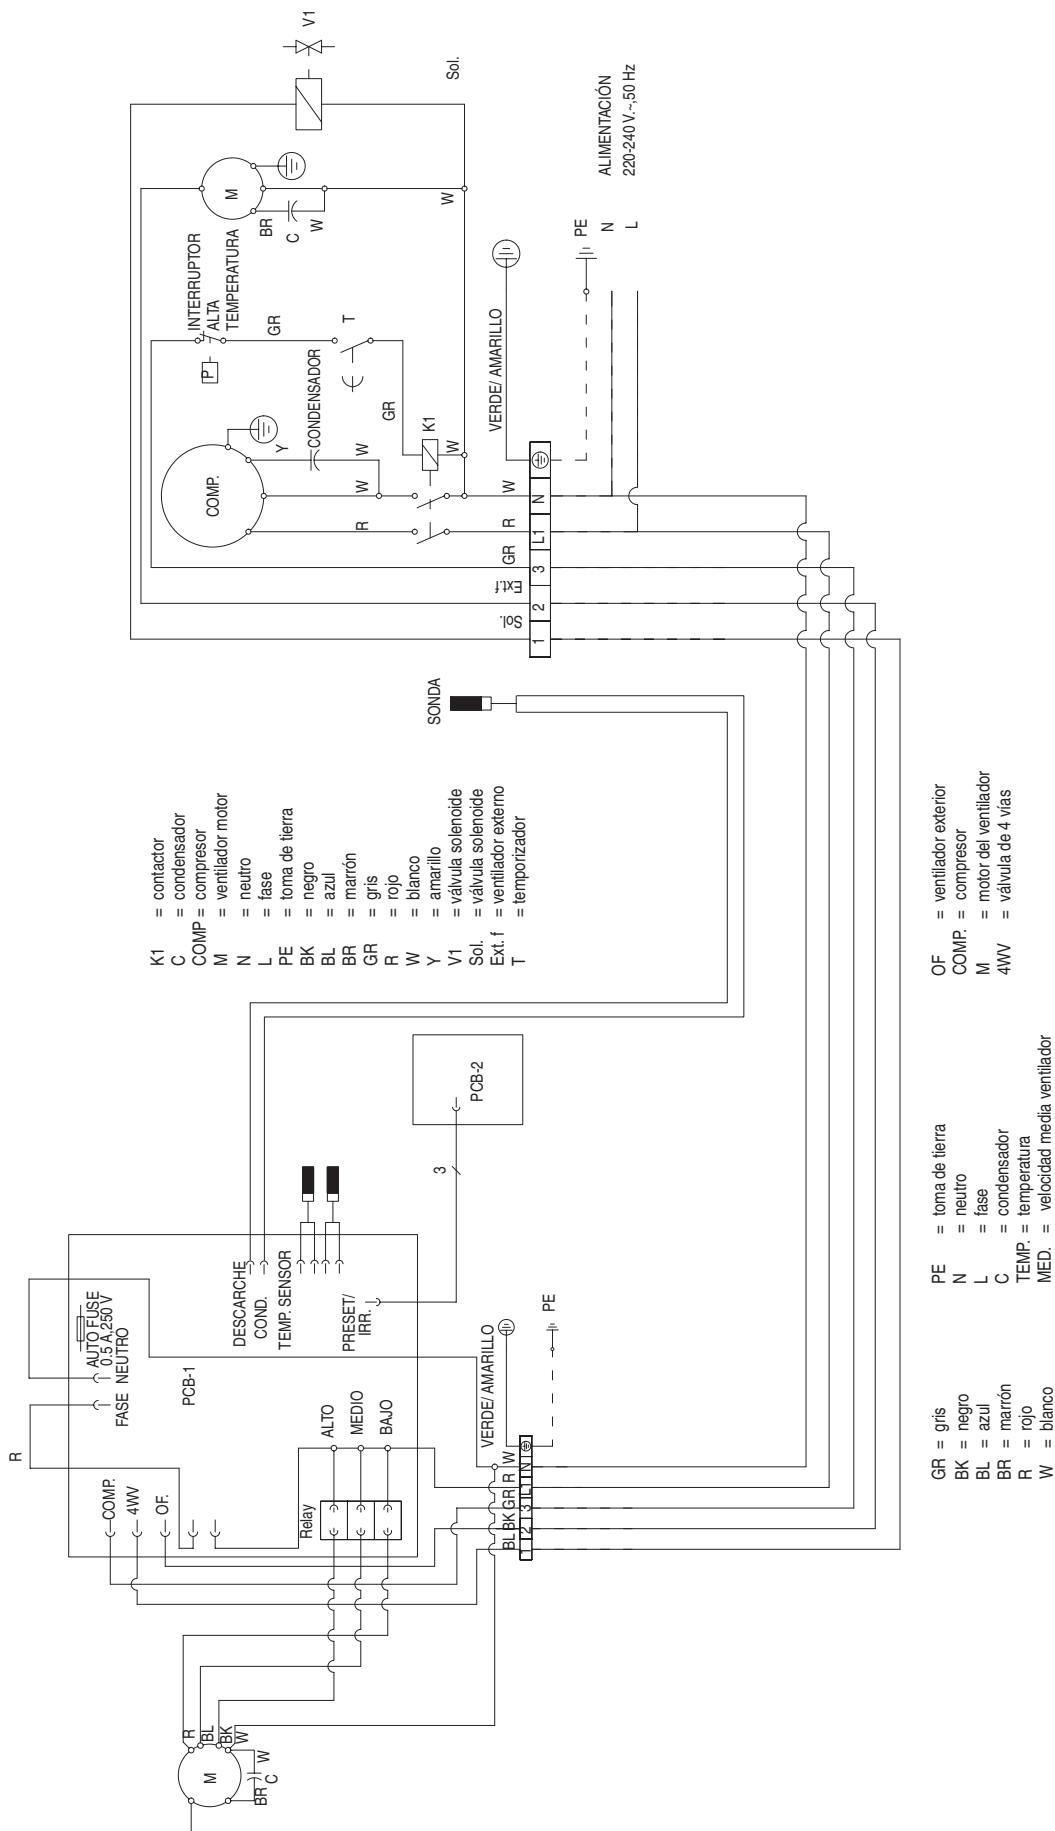 R
FASE
NEUTRO
AUTO FUSE
0.5 A,250 V
PCB-1
COMP.
4WV
OF.
DESCARCHE
COND.
TEMP. SENSOR
PRESET/
IRR.
Relay
ALTO
MEDIO
BAJO
3
PCB-2
R
BL
BK
W
M
BR
C
W
VERDE/ AMARILLO
PE
BL
BK
GR
R
W
1
2
3
L1
N
K1 = contactor
C = condensador
COMP = compresor
M = ventilador motor
N = neutro
L = fase
PE = toma de tierra
BK = negro
BL = azul
BR = marrón
GR = gris
R = rojo
W = blanco
Y = amarillo
V1 = válvula solenoide
Sol. = válvula solenoide
Ext. f = ventilador externo
T = temporizador
SONDA
COMP.
Y
CONDENSADOR
W
W
R
P
INTERRUPTOR
ALTA
TEMPERATURA
GR
T
GR
K1
W
M
BR
C
W
W
V1
Sol.
Sol.
Ext.f
GR
R
W
1
2
3
L1
N
VERDE/ AMARILLO
PE
N
L
ALIMENTACIÓN
220-240 V.~,50 Hz
GR = gris
BK = negro
BL = azul
BR = marrón
R = rojo
W = blanco
PE = toma de tierra
N = neutro
L = fase
C = condensador
TEMP. = temperatura
MED. = velocidad media ventilador
OF = ventilador exterior
COMP. = compresor
M = motor del ventilador
4WV = válvula de 4 vías